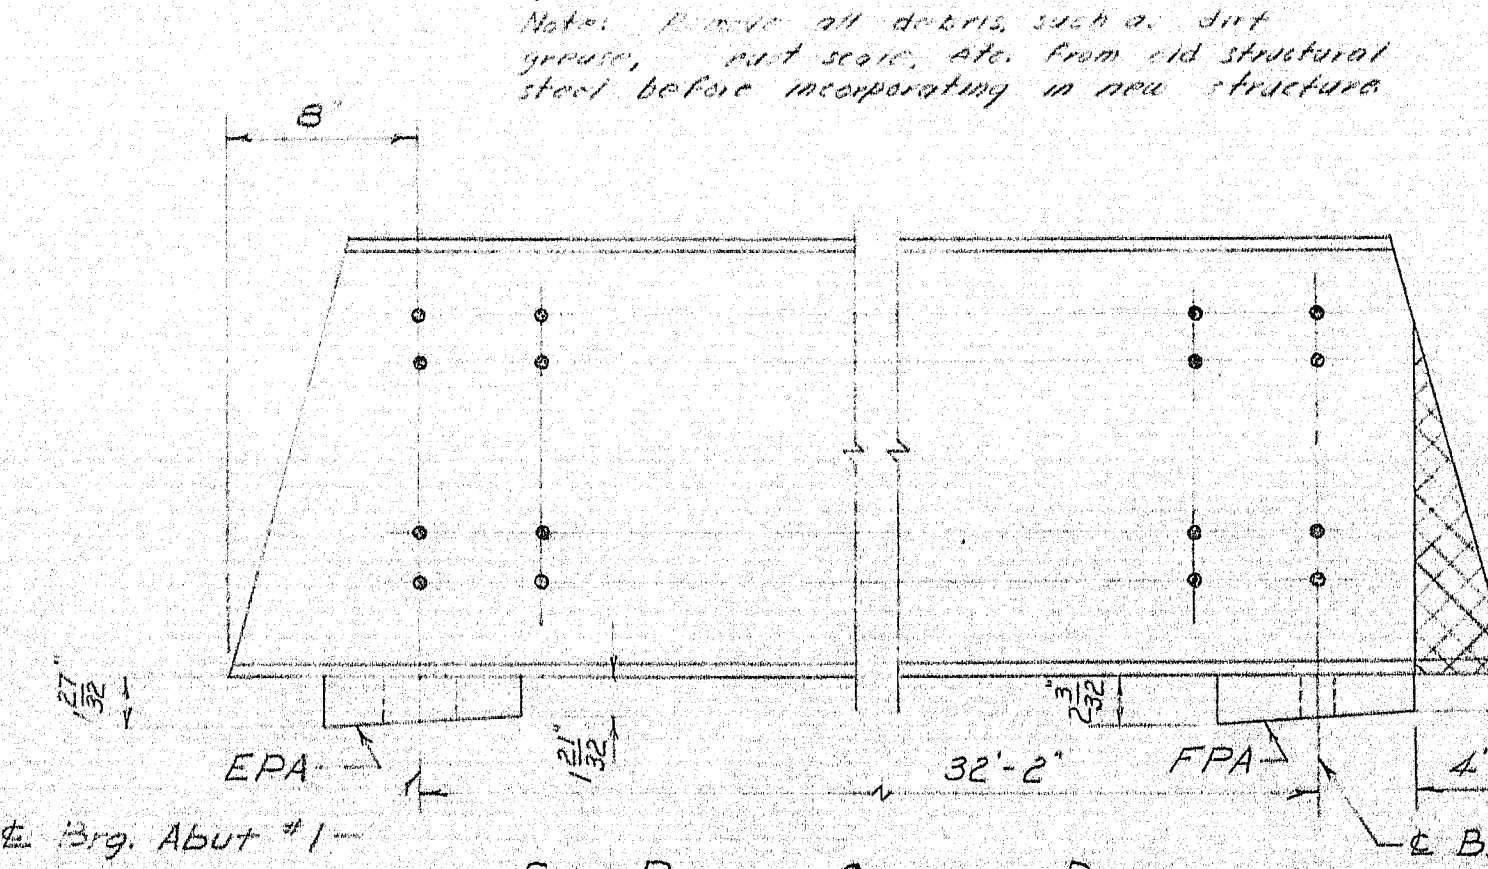 Note: Remove all debris, such as dirt
grease, rust scale, etc. from old structural
steel before incorporating in new structure
8"
1 27/32"
EPA
1 21/32"
32'-2"
2 3/32"
FPA
4'
℄ Brg. Abut #1
℄ B